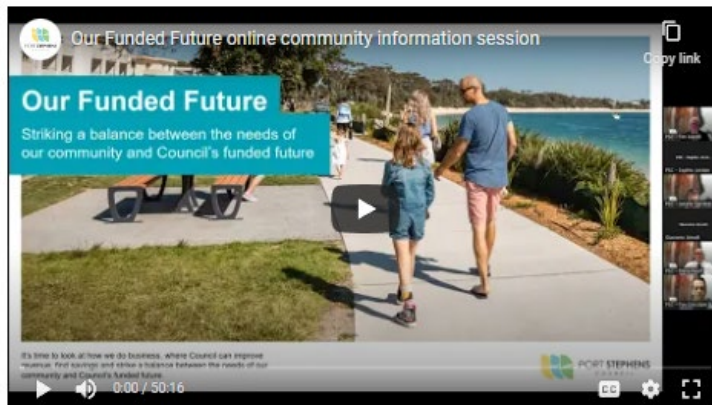 Our Funded Future online community information session
Copy link
Our Funded Future
Striking a balance between the needs of
our community and Council's funded future
It's time to look at how we do business, where Council can improve
revenue, find savings and strike a balance between the needs of our
community and Council's funded future.
PORT STEPHENS
COUNCIL
0:00 / 50:16
CC